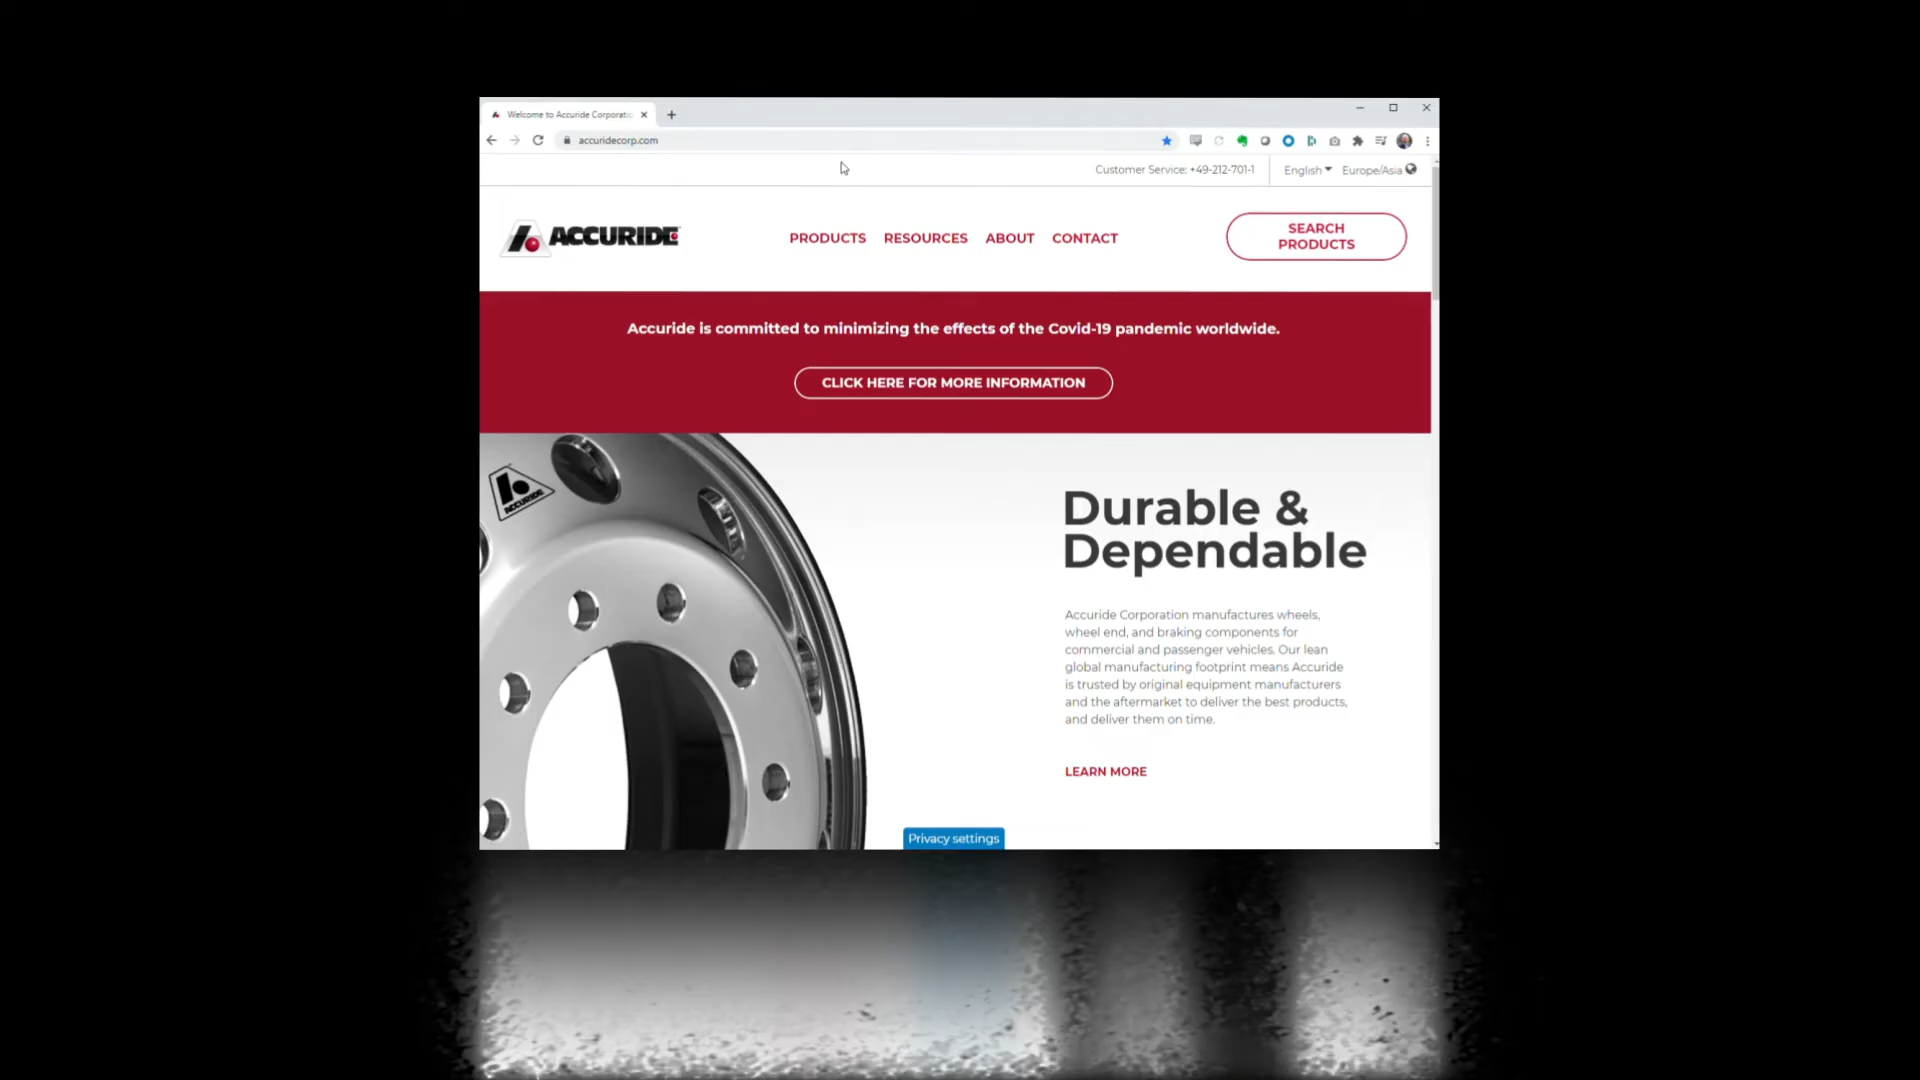 Welcome to Accuride Corporatio
accuridecorp.com
Customer Service: +49-212-701-1
English
Europe/Asia
ACCURIDE
PRODUCTS
RESOURCES
ABOUT
CONTACT
SEARCH
PRODUCTS
Accuride is committed to minimizing the effects of the Covid-19 pandemic worldwide.
CLICK HERE FOR MORE INFORMATION
ACCURIDE
Durable &
Dependable
Accuride Corporation manufactures wheels,
wheel end, and braking components for
commercial and passenger vehicles. Our lean
global manufacturing footprint means Accuride
is trusted by original equipment manufacturers
and the aftermarket to deliver the best products,
and deliver them on time.
LEARN MORE
Privacy settings